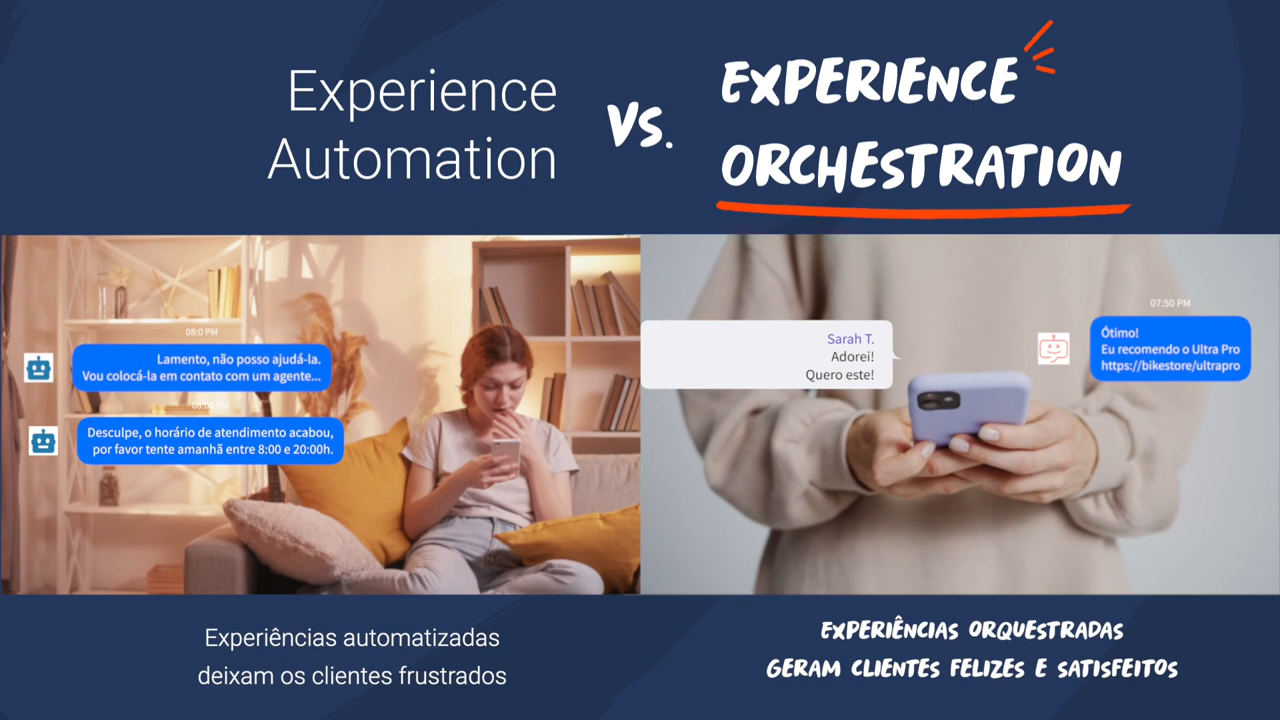 Experience
Automation
VS.
EXPERIENCE
ORCHESTRATION
08:0 PM
Lamento, não posso ajudá-la.
Vou colocá-la em contato com um agente...
08:00 PM
Desculpe, o horário de atendimento acabou,
por favor tente amanhã entre 8:00 e 20:00h.
Sarah T.
Adorei!
Quero este!
07:50 PM
Ótimo!
Eu recomendo o Ultra Pro
https://bikestore/ultrapro
Experiências automatizadas
deixam os clientes frustrados
EXPERIÊNCIAS ORQUESTRADAS
GERAM CLIENTES FELIZES E SATISFEITOS